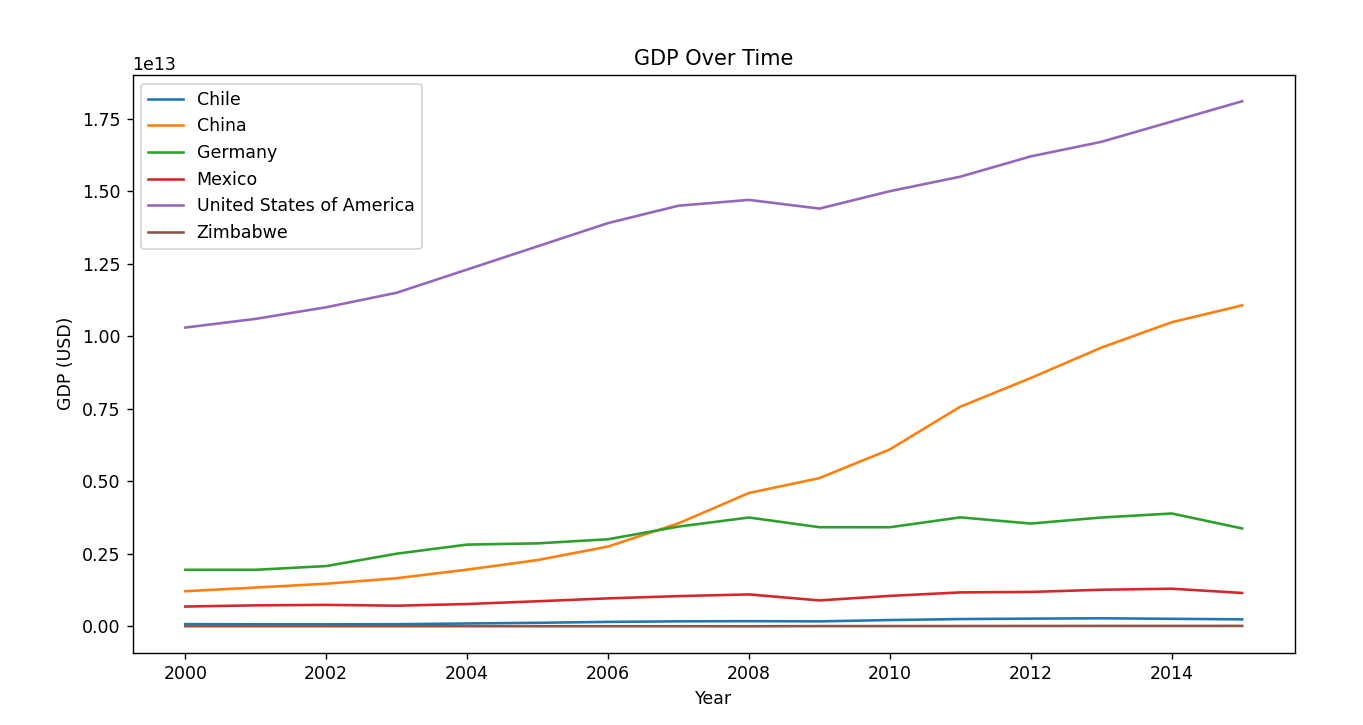 GDP Over Time
1e13
Chile
China
Germany
Mexico
United States of America
Zimbabwe
1.75
1.50
1.25
1.00
0.75
0.50
0.25
0.00
GDP (USD)
2000 2002 2004 2006 2008 2010 2012 2014
Year